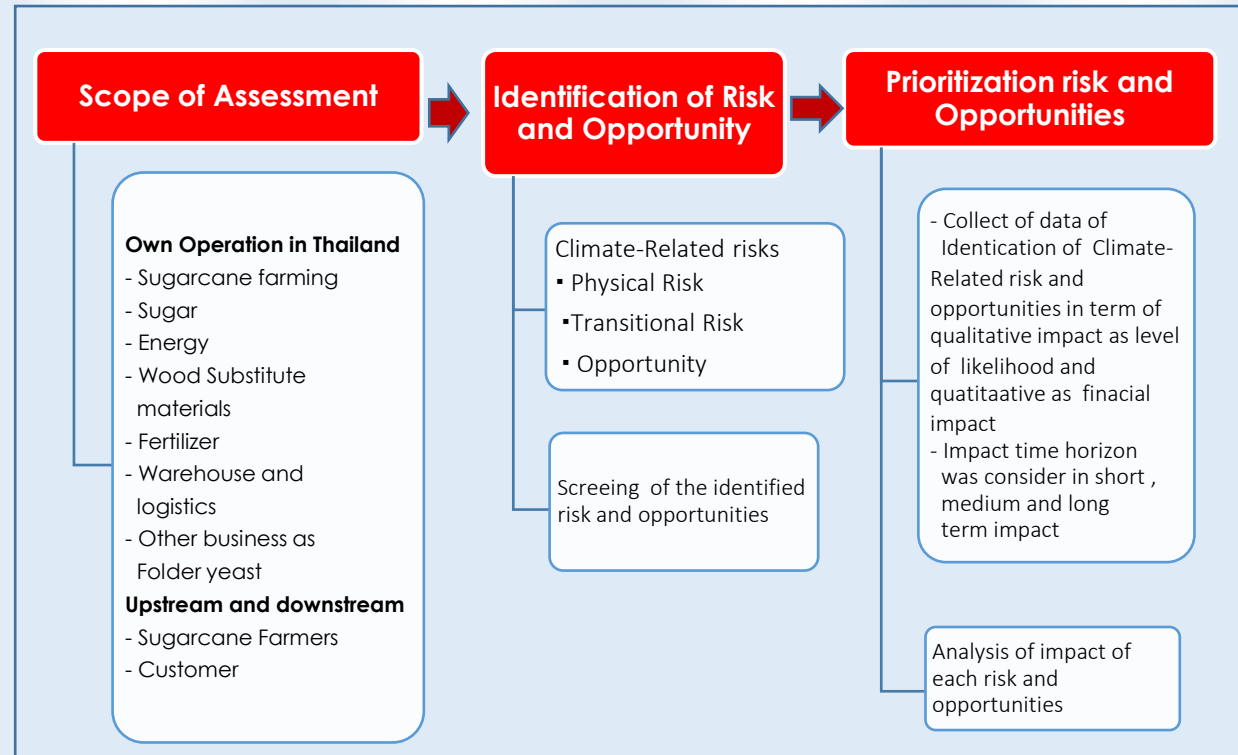 Scope of Assessment
Own Operation in Thailand
- Sugarcane farming
- Sugar
- Energy
- Wood Substitute
materials
- Fertilizer
- Warehouse and
logistics
- Other business as
Folder yeast
Upstream and downstream
- Sugarcane Farmers
- Customer
Identification of Risk
and Opportunity
Climate-Related risks
▪ Physical Risk
▪Transitional Risk
▪ Opportunity
Screeing of the identified
risk and opportunities
Prioritization risk and
Opportunities
- Collect of data of
Identication of Climate-
Related risk and
opportunities in term of
qualitative impact as level
of likelihood and
quatitaative as finacial
impact
- Impact time horizon
was consider in short ,
medium and long
term impact
Analysis of impact of
each risk and
opportunities